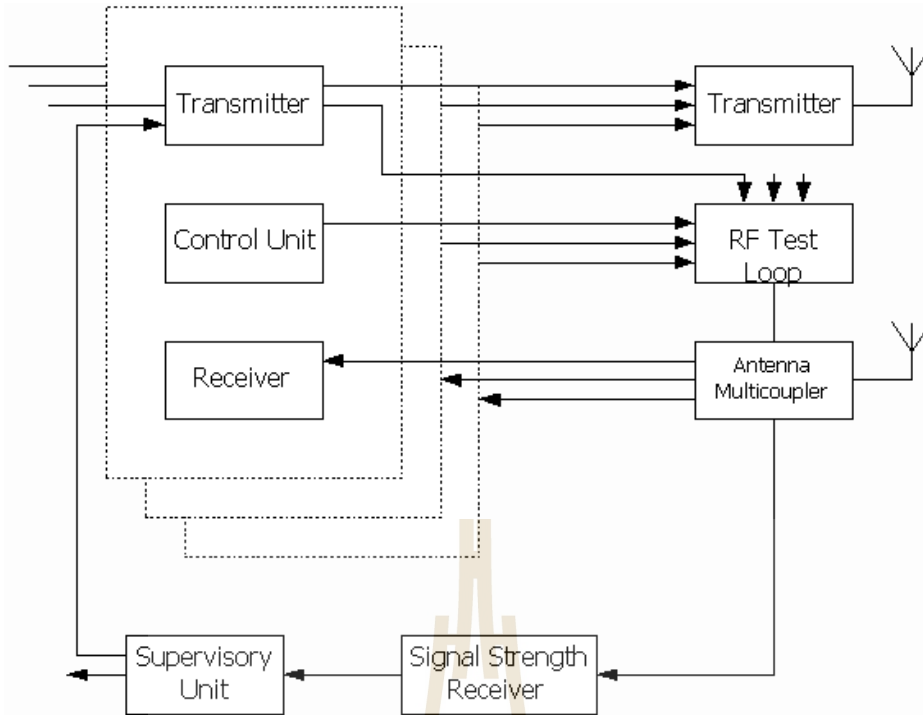 Transmitter
Transmitter
Control Unit
RF Test
Loop
Receiver
Antenna
Multicoupler
Supervisory
Unit
Signal Strength
Receiver